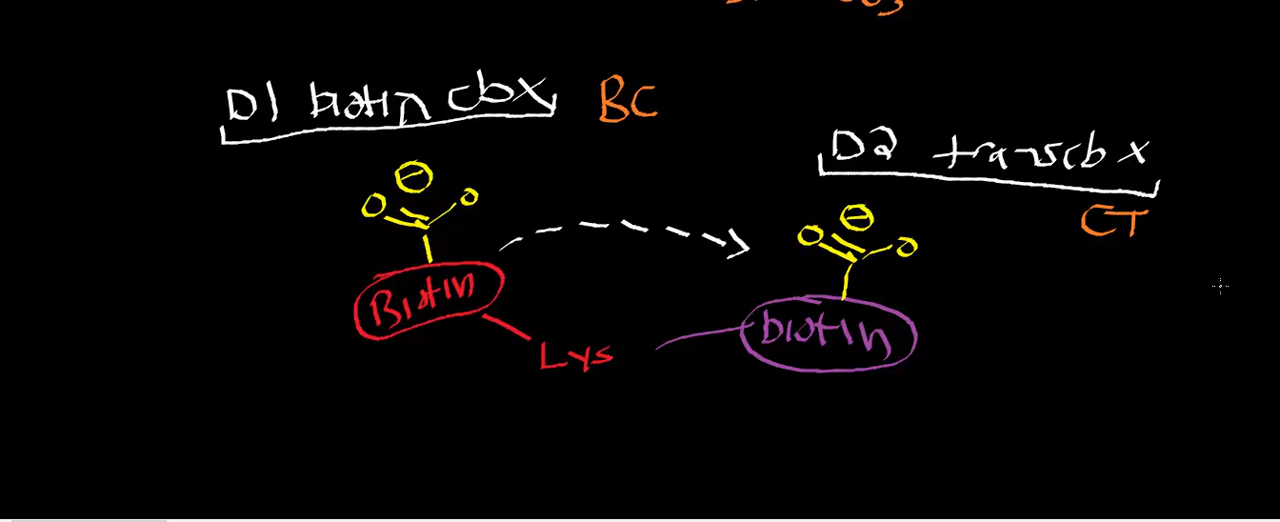 D1 biotin cbx BC
D2 transcbx
CT
⊖
O O
⊖
O O
Biotin
biotin
Lys